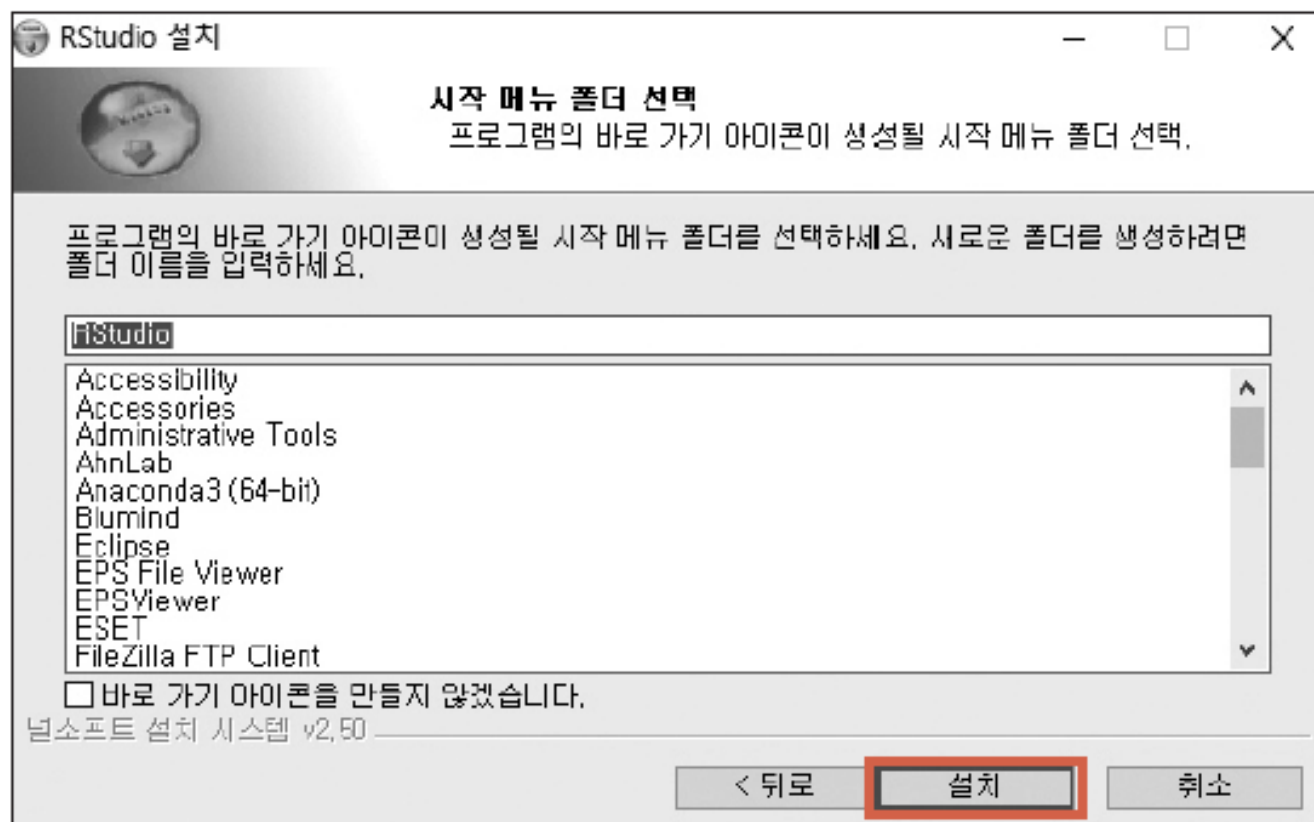 RStudio 설치
시작 메뉴 폴더 선택
프로그램의 바로 가기 아이콘이 생성될 시작 메뉴 폴더 선택.
프로그램의 바로 가기 아이콘이 생성될 시작 메뉴 폴더를 선택하세요. 새로운 폴더를 생성하려면
폴더 이름을 입력하세요.
RStudio
Accessibility
Accessories
Administrative Tools
AhnLab
Anaconda3 (64-bit)
Blumind
Eclipse
EPS File Viewer
EPSViewer
ESET
FileZilla FTP Client
바로 가기 아이콘을 만들지 않겠습니다.
널소프트 설치 시스템 v2.50
< 뒤로
설치
취소